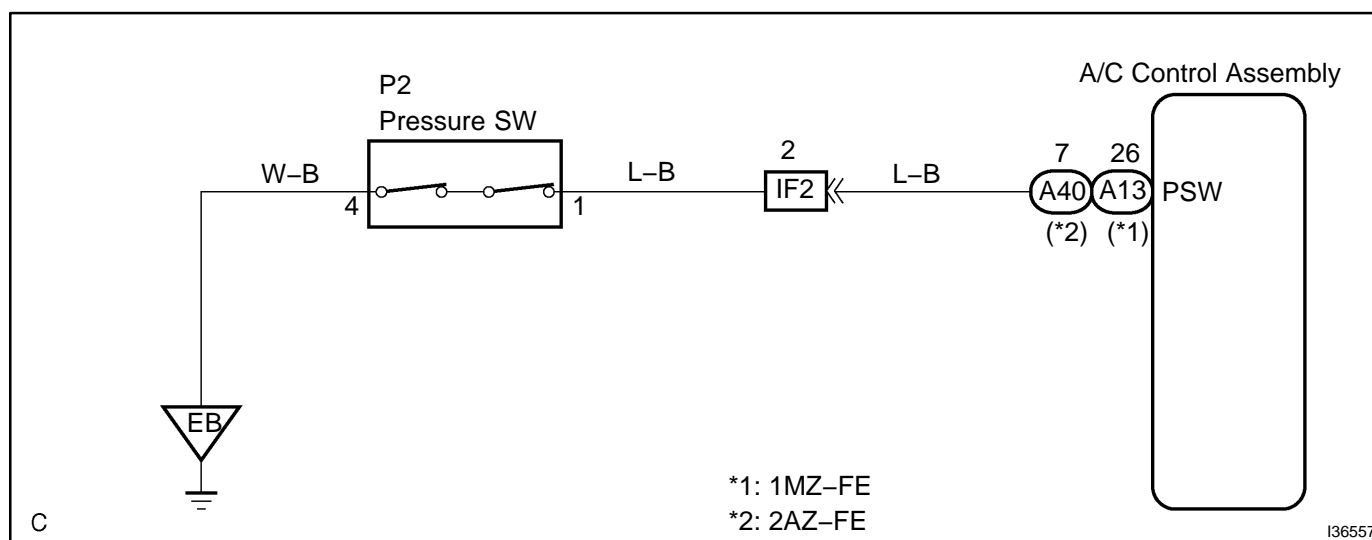 A/C Control Assembly
P2
Pressure SW
W–B
4
1
L–B
2
IF2
L–B
7
26
A40
A13
PSW
(*2)
(*1)
EB
*1: 1MZ–FE
*2: 2AZ–FE
C
I36557